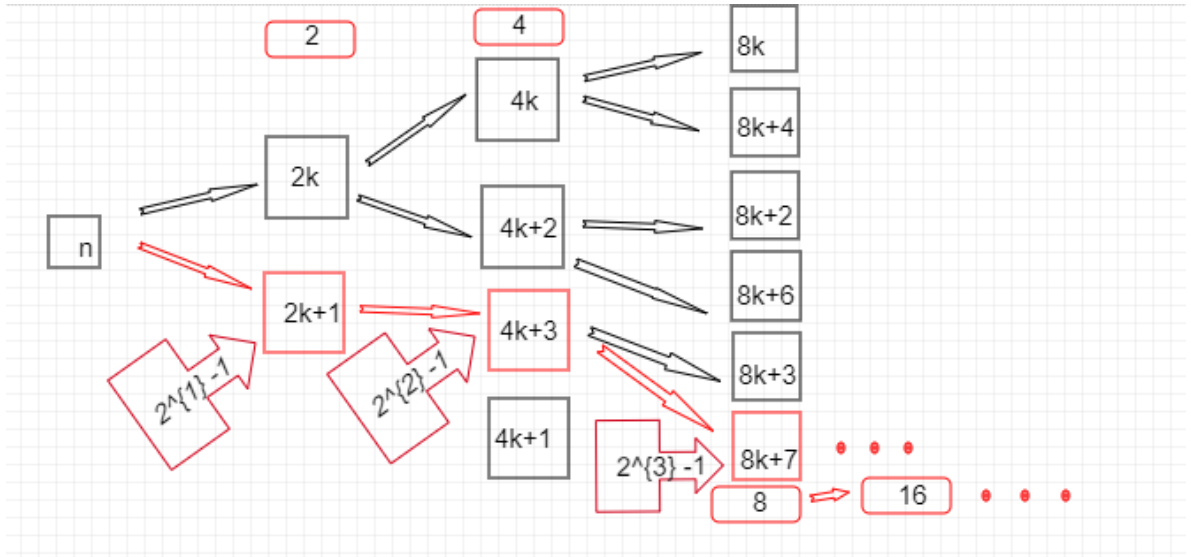 2
4
8k
4k
8k+4
2k
8k+2
n
4k+2
8k+6
2k+1
4k+3
8k+3
2^{1} -1
2^{2} -1
4k+1
8k+7
2^{3} -1
8
16